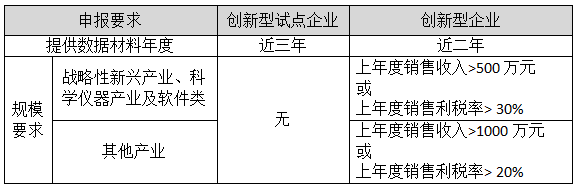 申报要求
创新型试点企业
创新型企业
提供数据材料年度
近三年
近二年
规模
要求
战略性新兴产业、科
学仪器产业及软件类
无
上年度销售收入>500 万元
或
上年度销售利税率> 30%
其他产业
上年度销售收入>1000 万元
或
上年度销售利税率> 20%